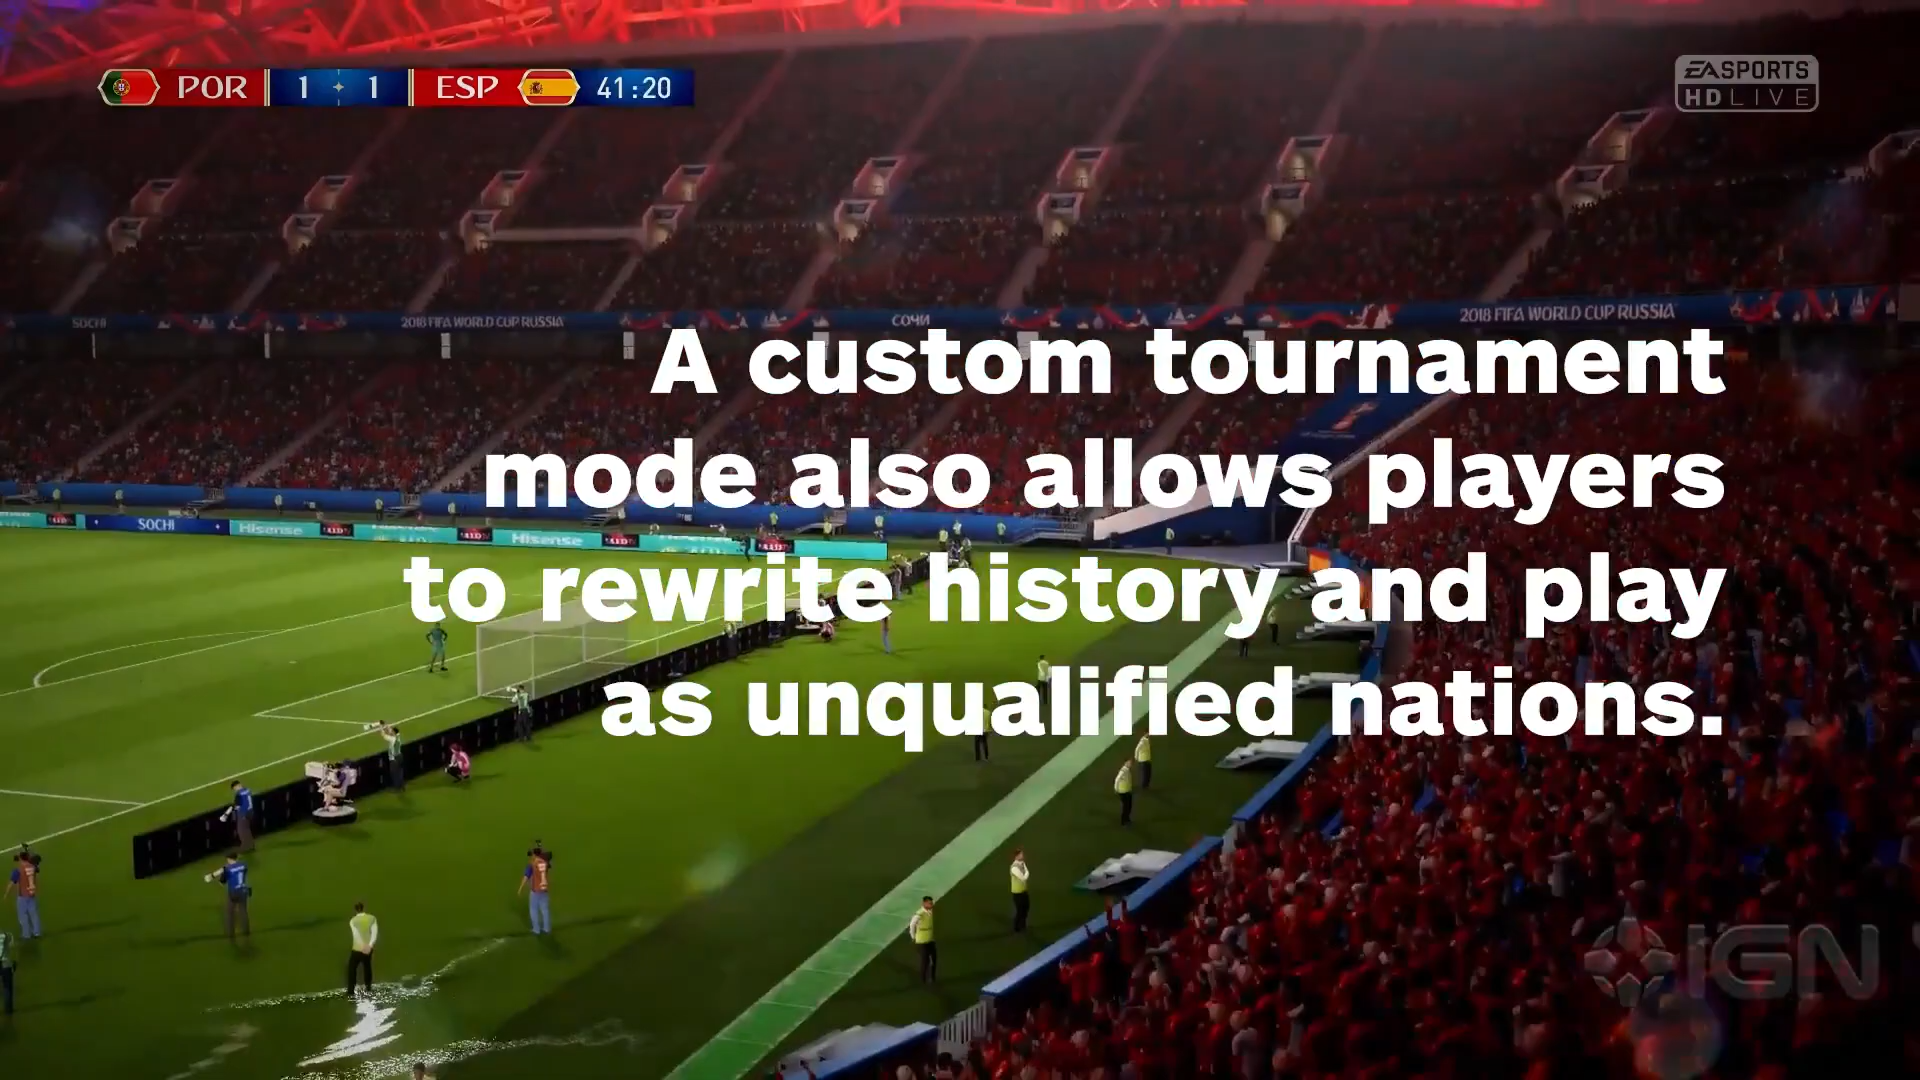 POR 1 1 ESP 41:20
EA SPORTS
HD LIVE
SOCHI
2018 FIFA WORLD CUP RUSSIA
СОЧИ
2018 FIFA WORLD CUP RUSSIA
A custom tournament
mode also allows players
to rewrite history and play
as unqualified nations.
SOCHI
Hisense
Hisense
IGN